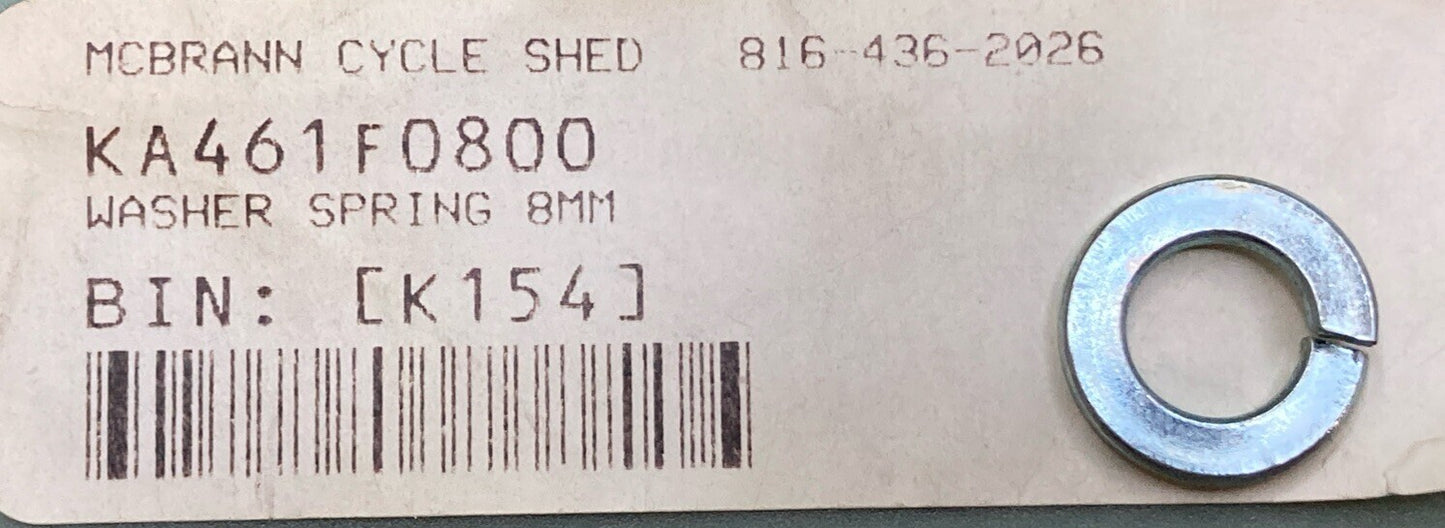 MCBRANN CYCLE SHED 816-436-2026
KA461F0800
WASHER SPRING 8MM
BIN: [K154]